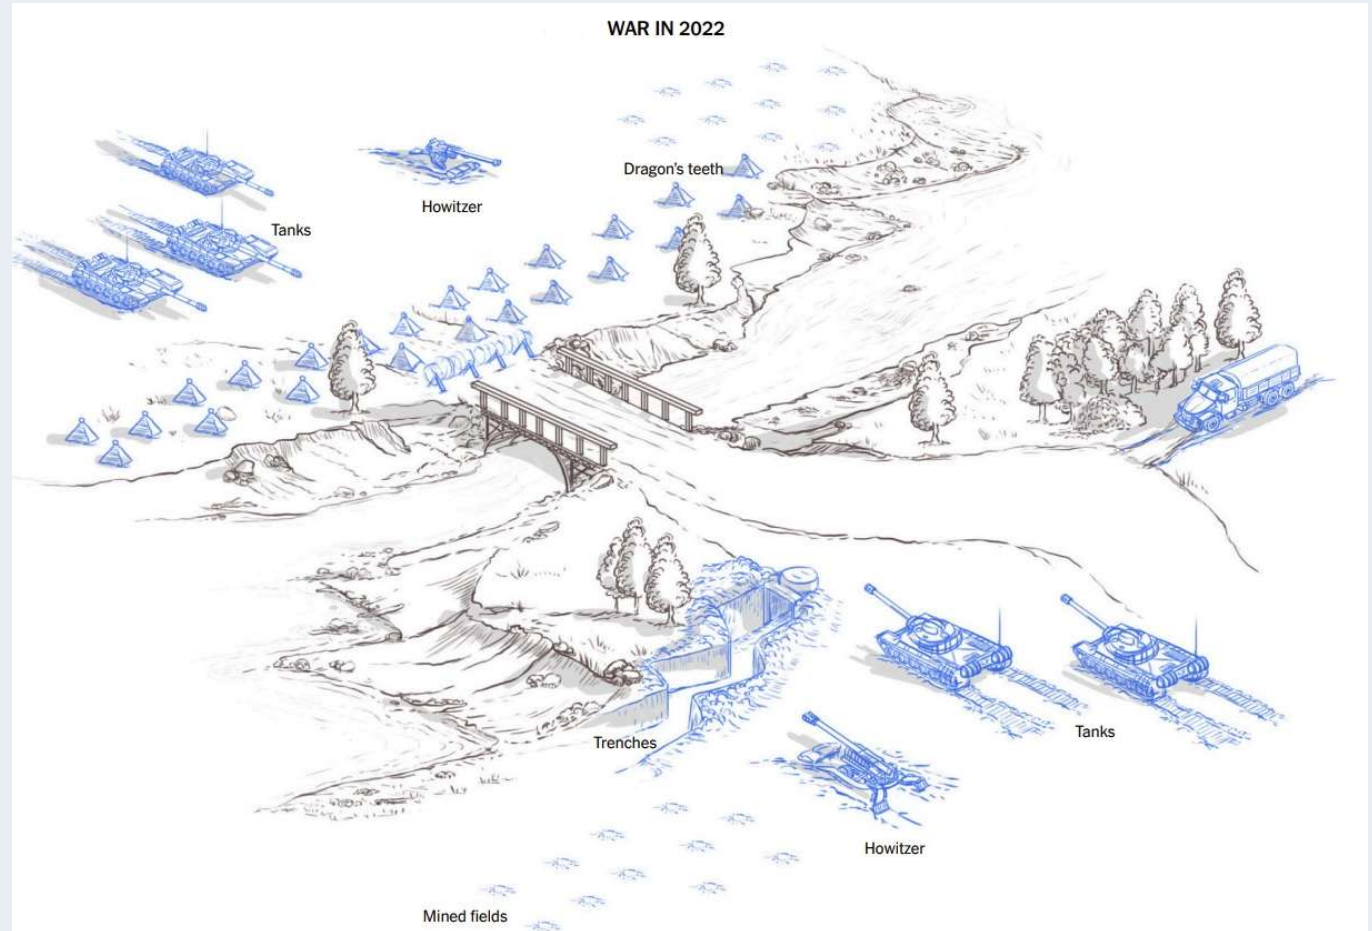 WAR IN 2022
Dragon's teeth
Howitzer
Tanks
Trenches
Tanks
Howitzer
Mined fields